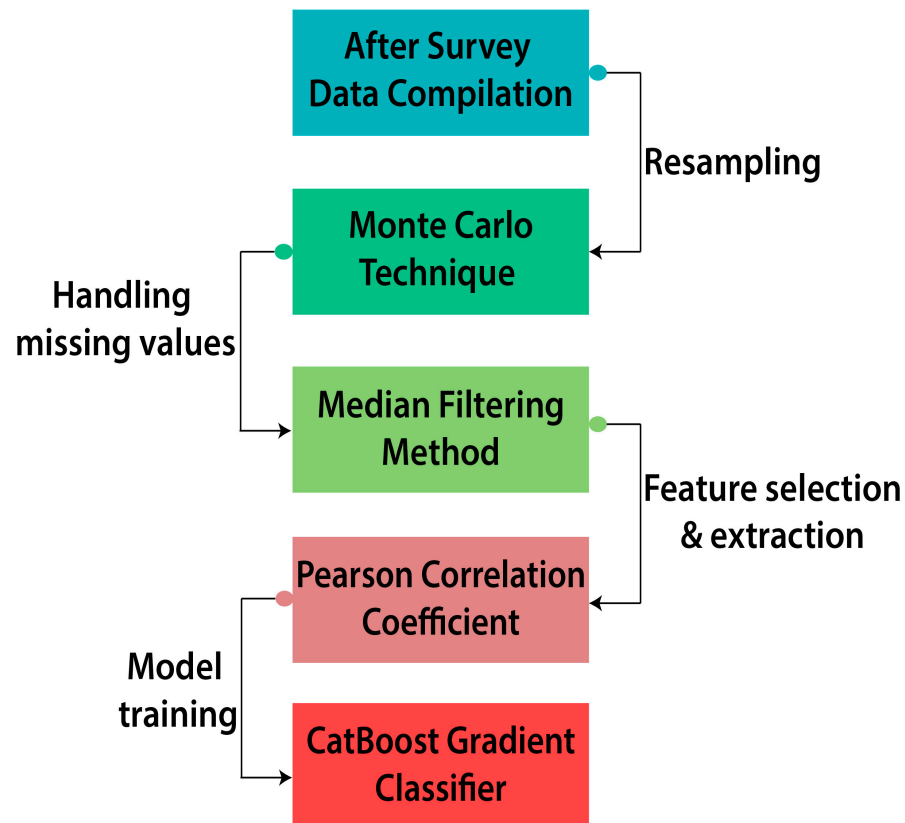 After Survey
Data Compilation
Resampling
Monte Carlo
Technique
Handling
missing values
Median Filtering
Method
Feature selection
& extraction
Pearson Correlation
Coefficient
Model
training
CatBoost Gradient
Classifier